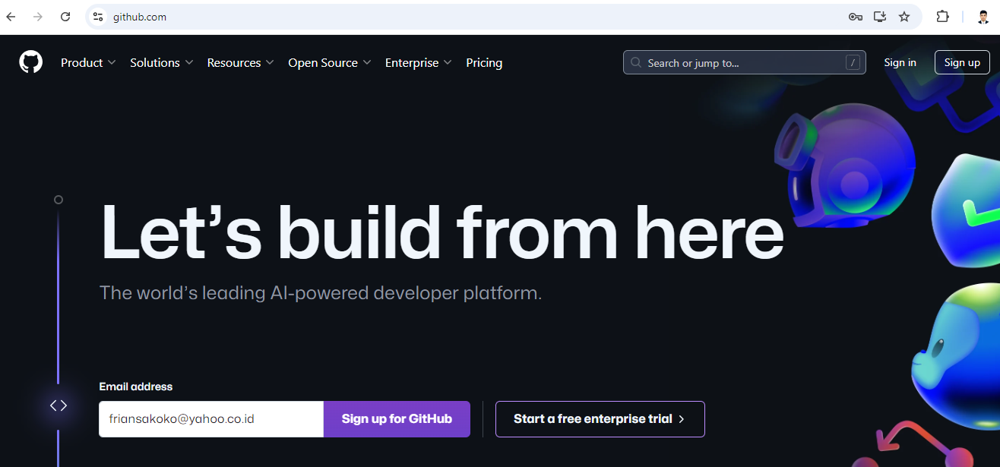 github.com
Product Solutions Resources Open Source Enterprise Pricing Search or jump to... / Sign in Sign up
Let’s build from here
The world’s leading AI-powered developer platform.
Email address
friansakoko@yahoo.co.id Sign up for GitHub Start a free enterprise trial